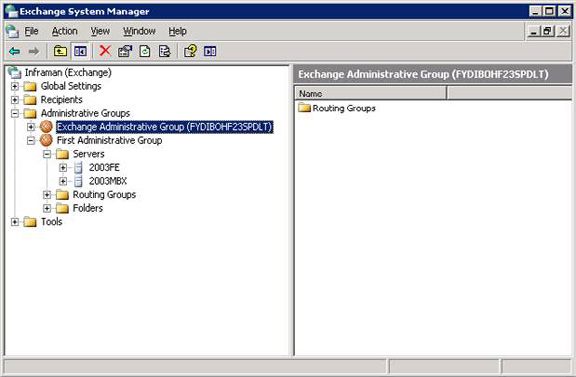 Exchange System Manager
File Action View Window Help
Inframan (Exchange)
Global Settings
Recipients
Administrative Groups
Exchange Administrative Group (FYDIBOHF23SPDLT)
First Administrative Group
Servers
2003FE
2003MBX
Routing Groups
Folders
Tools
Exchange Administrative Group (FYDIBOHF23SPDLT)
Name
Routing Groups